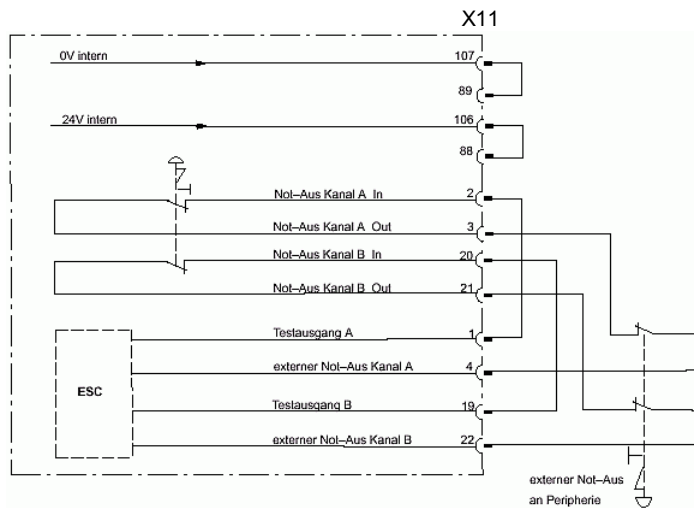 X11
0V intern
107
89
24V intern
106
88
Not–Aus Kanal A In
2
Not–Aus Kanal A Out
3
Not–Aus Kanal B In
20
Not–Aus Kanal B Out
21
Testausgang A
1
externer Not–Aus Kanal A
4
ESC
Testausgang B
19
externer Not–Aus Kanal B
22
externer Not–Aus
an Peripherie